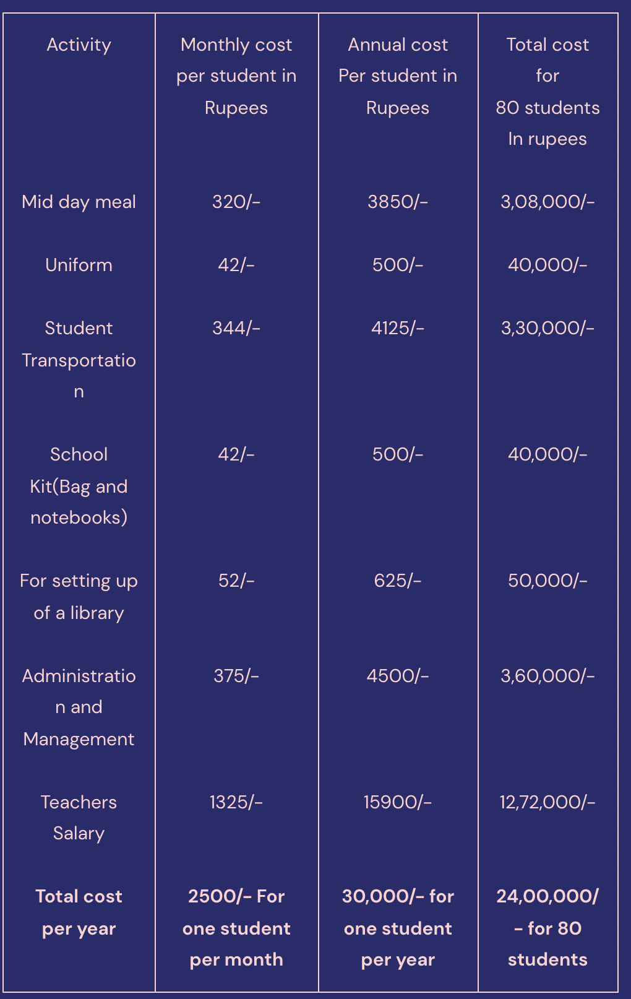 Activity
Monthly cost
per student in
Rupees
Annual cost
Per student in
Rupees
Total cost
for
80 students
In rupees
Mid day meal
320/-
3850/-
3,08,000/-
Uniform
42/-
500/-
40,000/-
Student
Transportatio
n
344/-
4125/-
3,30,000/-
School
Kit(Bag and
notebooks)
42/-
500/-
40,000/-
For setting up
of a library
52/-
625/-
50,000/-
Administratio
n and
Management
375/-
4500/-
3,60,000/-
Teachers
Salary
1325/-
15900/-
12,72,000/-
Total cost
per year
2500/- For
one student
per month
30,000/- for
one student
per year
24,00,000/
- for 80
students